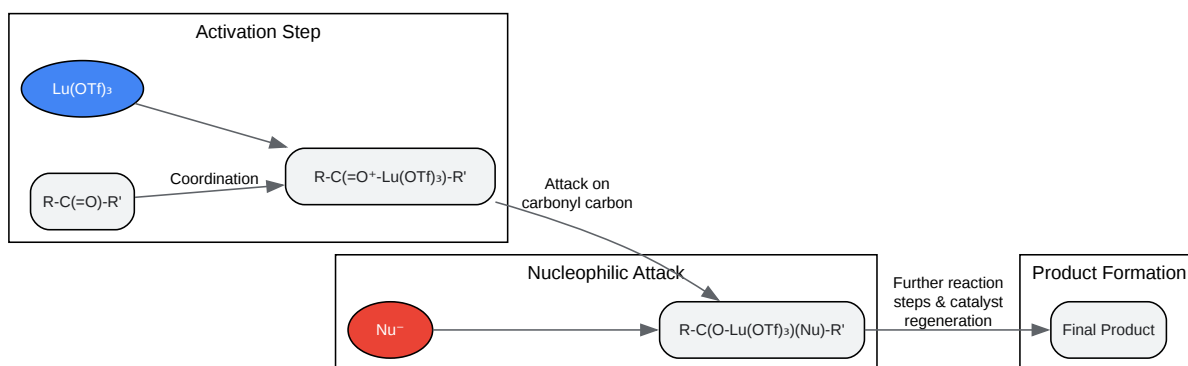 Activation Step
Lu(OTf)₃
R-C(=O)-R'
Coordination
R-C(=O⁺-Lu(OTf)₃)-R'
Attack on
carbonyl carbon
Nucleophilic Attack
Nu⁻
R-C(O-Lu(OTf)₃)(Nu)-R'
Further reaction
steps & catalyst
regeneration
Product Formation
Final Product